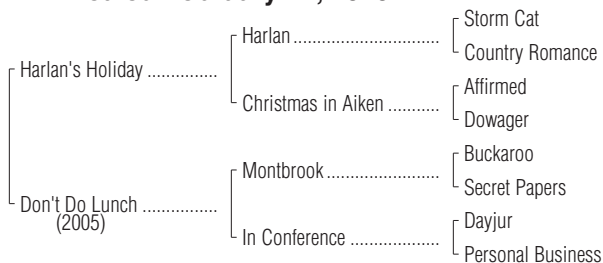 Storm Cat
Harlan
Country Romance
Harlan's Holiday
Affirmed
Christmas in Aiken
Dowager
Buckaroo
Montbrook
Secret Papers
Don't Do Lunch
(2005)
Dayjur
In Conference
Personal Business